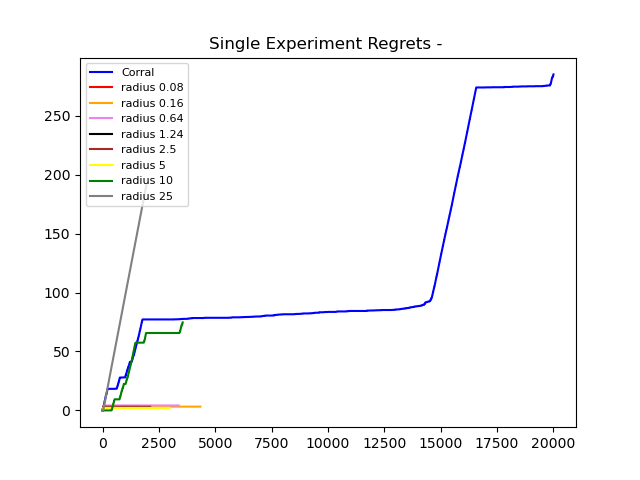 Single Experiment Regrets -
Corral
radius 0.08
radius 0.16
radius 0.64
radius 1.24
radius 2.5
radius 5
radius 10
radius 25
250
200
150
100
50
0
0 2500 5000 7500 10000 12500 15000 17500 20000